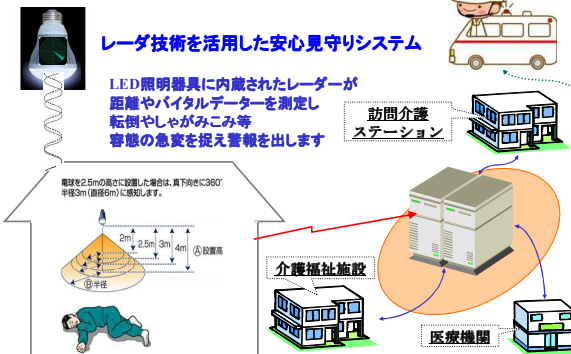 レーダ技術を活用した安心見守りシステム
LED照明器具に内蔵されたレーダーが
距離やバイタルデーターを測定し
転倒やしゃがみこみ等
容態の急変を捉え警報を出します
訪問介護
ステーション
電球を2.5mの高さに設置した場合は、真下向きに360°
半径3m(直径6m)に感知します。
2m
2.5m
3m
4m
Ⓐ設置高
Ⓑ半径
介護福祉施設
医療機関